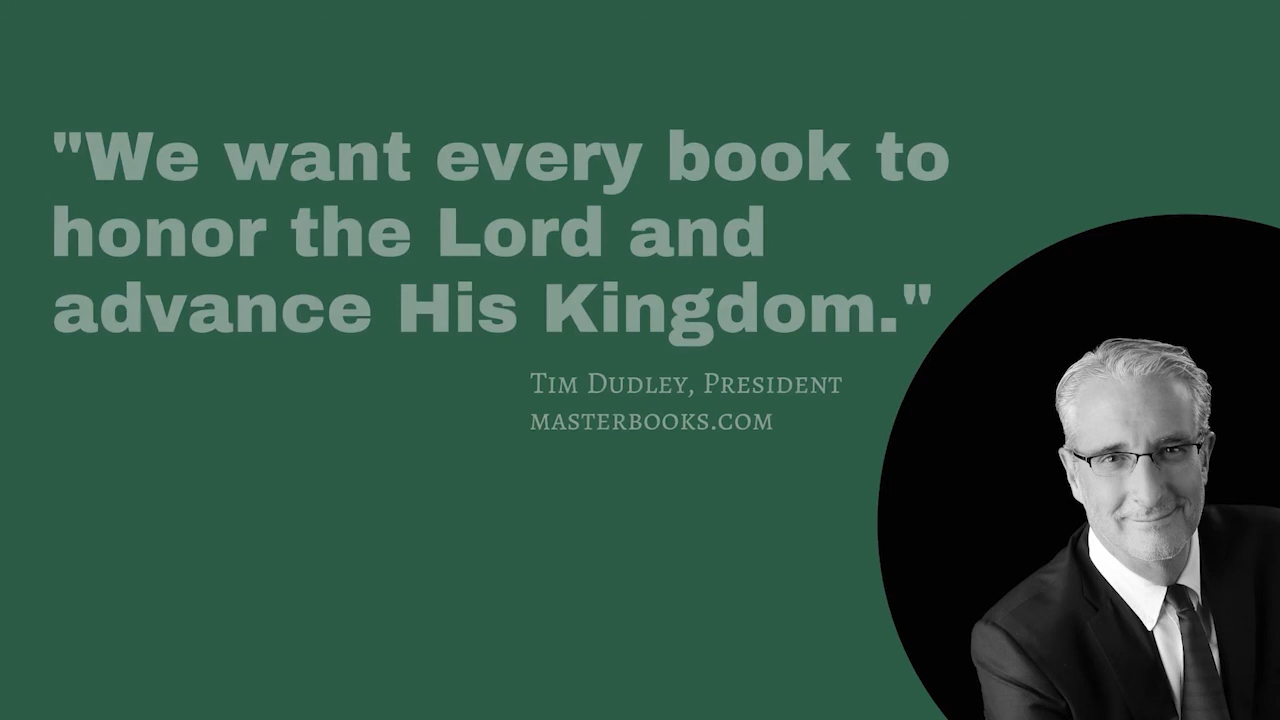 "We want every book to
honor the Lord and
advance His Kingdom."
Tim Dudley, President
masterbooks.com